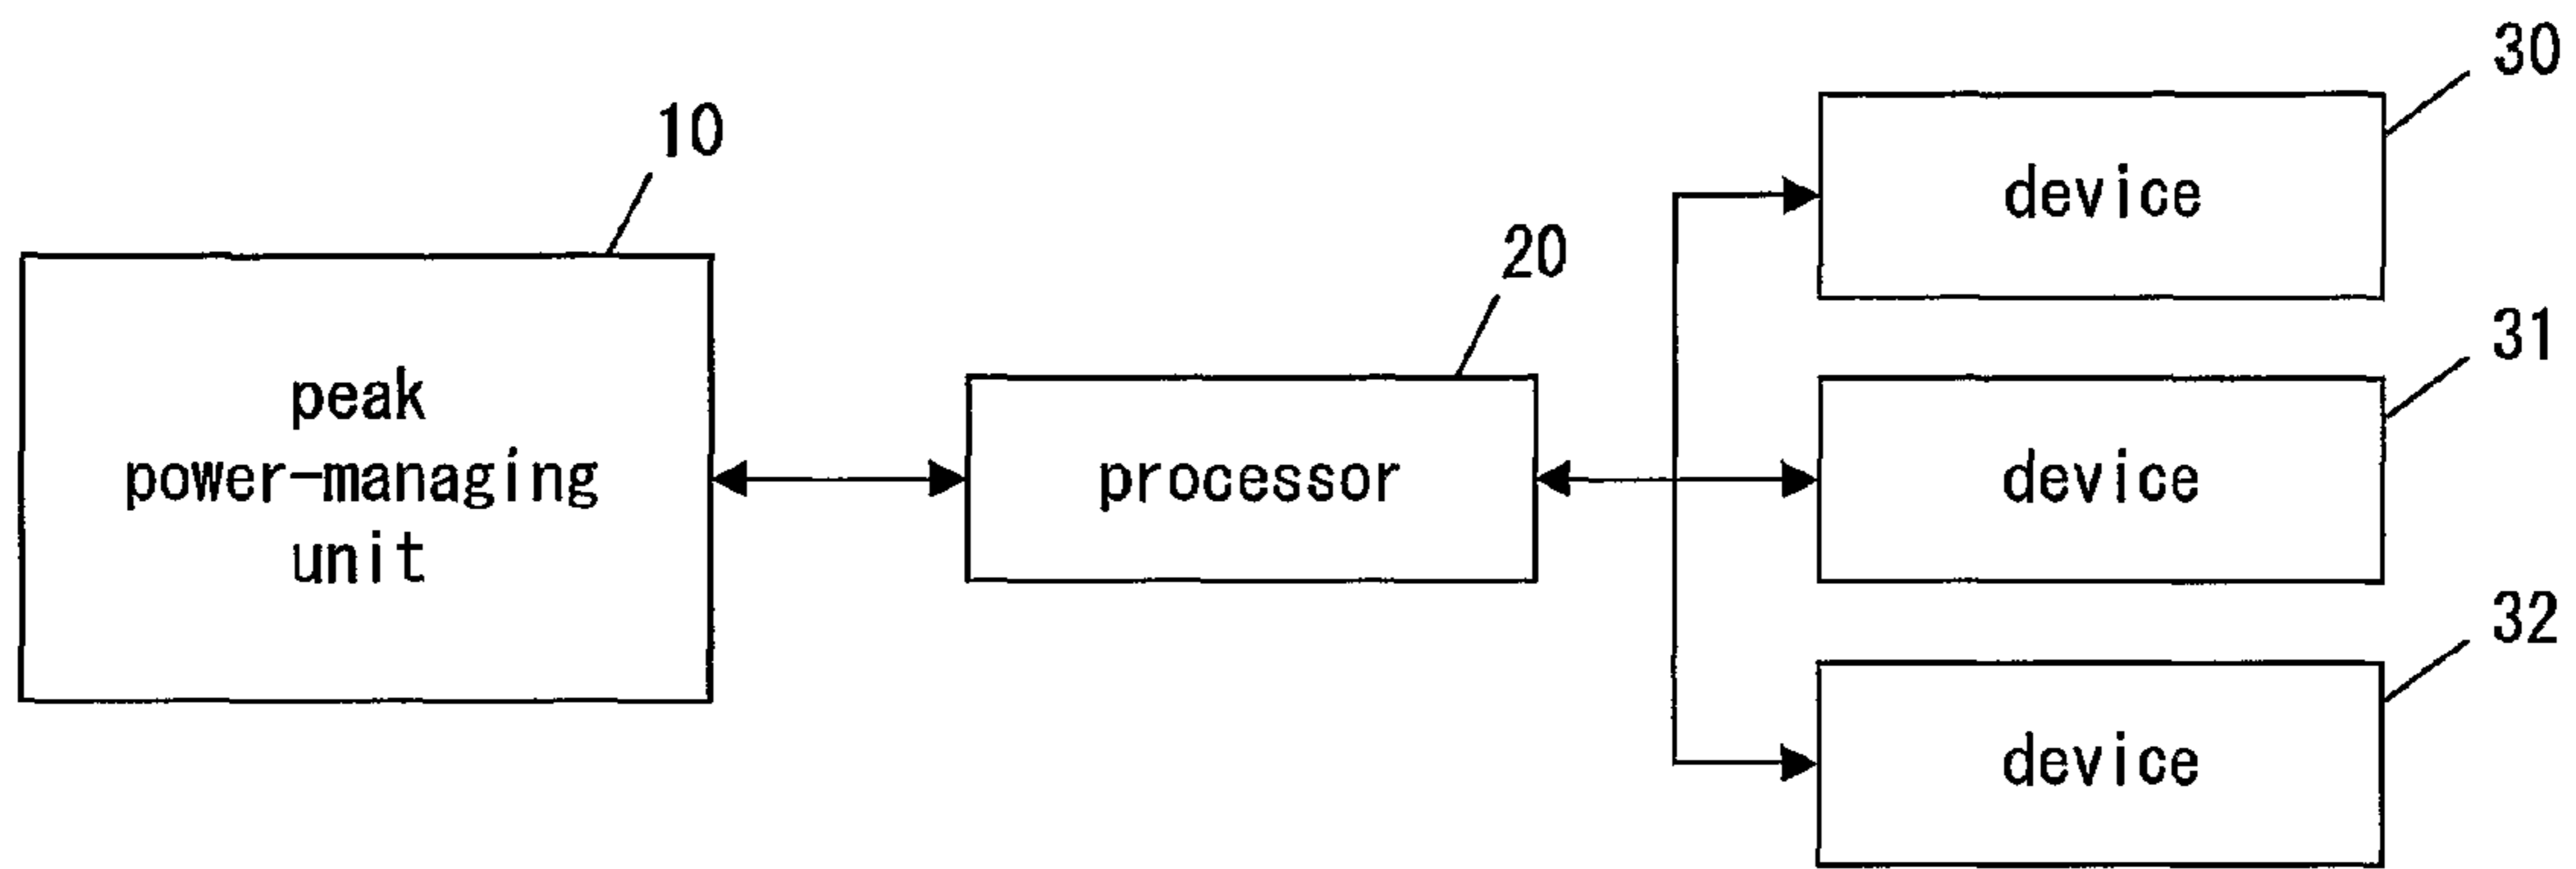 30
10
device
20
31
peak
power-managing
unit
processor
device
32
device